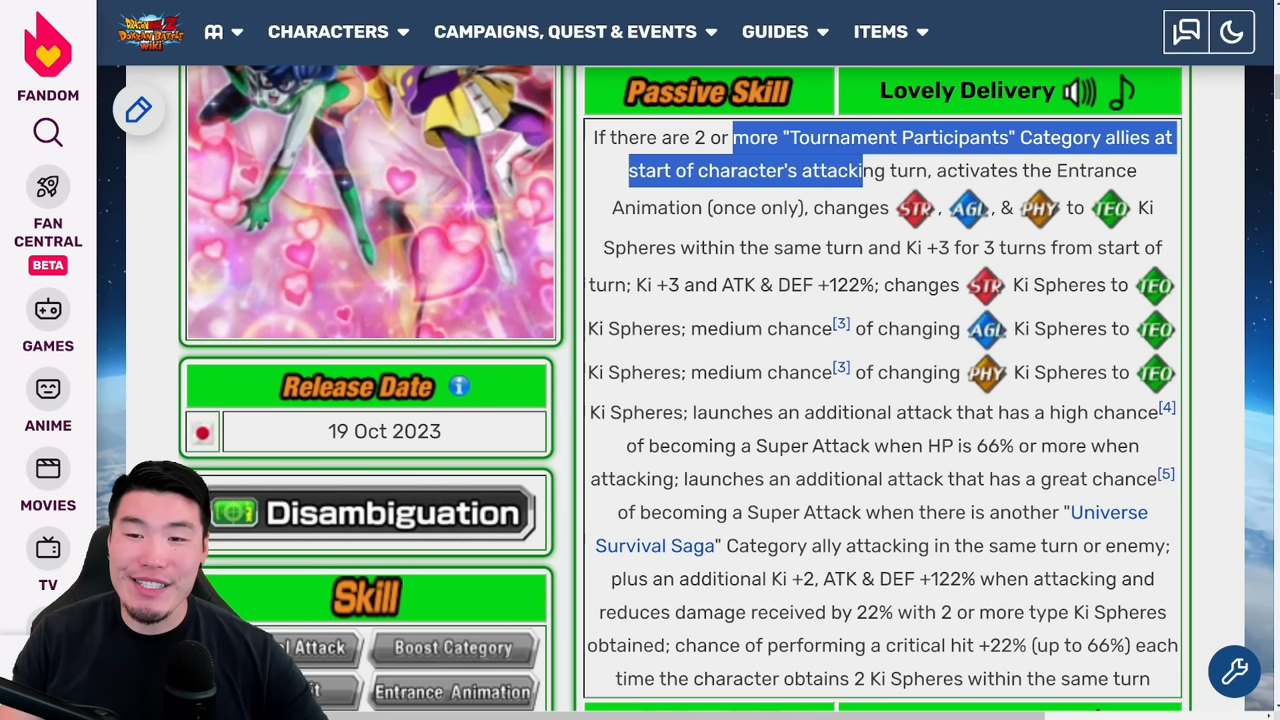 DRAGON BALL Z
DOKKAN BATTLE
WIKI
CHARACTERS
CAMPAIGNS, QUEST & EVENTS
GUIDES
ITEMS
FANDOM
FAN
CENTRAL
BETA
GAMES
ANIME
MOVIES
TV
Passive Skill
Lovely Delivery
If there are 2 or more "Tournament Participants" Category allies at
start of character's attacking turn, activates the Entrance
Animation (once only), changes STR, AGL, & PHY to TEQ Ki
Spheres within the same turn and Ki +3 for 3 turns from start of
turn; Ki +3 and ATK & DEF +122%; changes STR Ki Spheres to TEQ
Ki Spheres; medium chance[3] of changing AGL Ki Spheres to TEQ
Ki Spheres; medium chance[3] of changing PHY Ki Spheres to TEQ
Ki Spheres; launches an additional attack that has a high chance[4]
of becoming a Super Attack when HP is 66% or more when
attacking; launches an additional attack that has a great chance[5]
of becoming a Super Attack when there is another "Universe
Survival Saga" Category ally attacking in the same turn or enemy;
plus an additional Ki +2, ATK & DEF +122% when attacking and
reduces damage received by 22% with 2 or more type Ki Spheres
obtained; chance of performing a critical hit +22% (up to 66%) each
time the character obtains 2 Ki Spheres within the same turn
Release Date
19 Oct 2023
Disambiguation
Skill
Attack
Boost Category
Entrance Animation